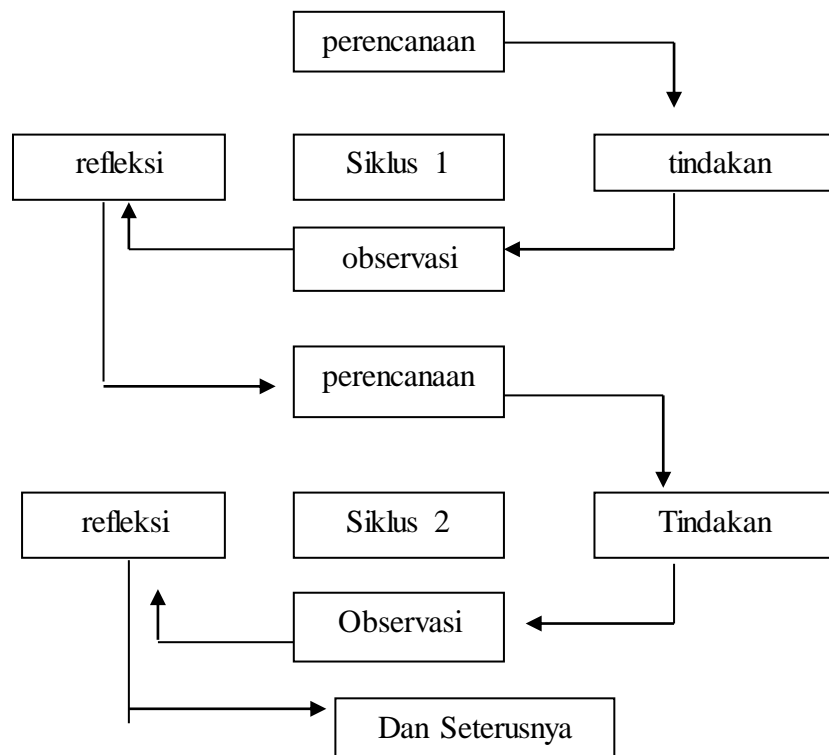 perencanaan
refleksi
Siklus 1
tindakan
observasi
perencanaan
refleksi
Siklus 2
Tindakan
Observasi
Dan Seterusnya